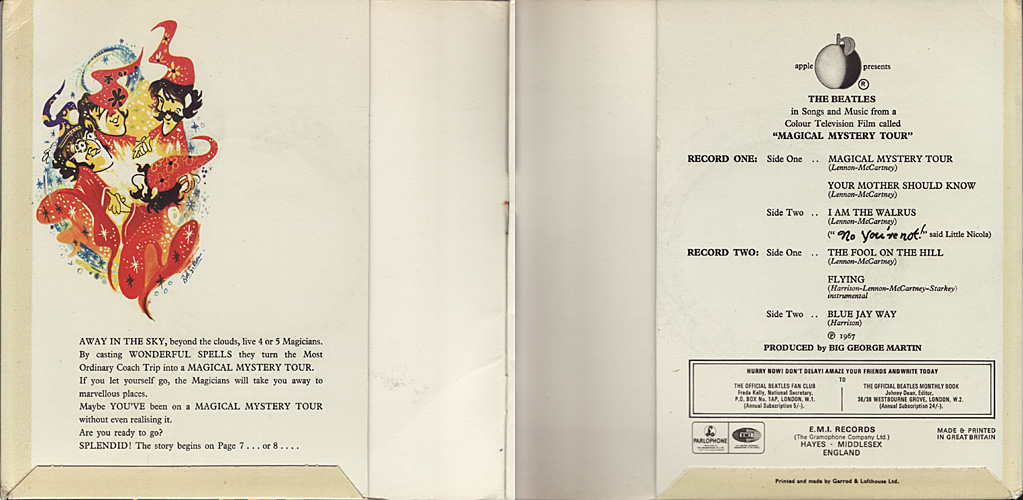 AWAY IN THE SKY, beyond the clouds, live 4 or 5 Magicians.
By casting WONDERFUL SPELLS they turn the Most
Ordinary Coach Trip into a MAGICAL MYSTERY TOUR.
If you let yourself go, the Magicians will take you away to
marvellous places.
Maybe YOU'VE been on a MAGICAL MYSTERY TOUR
without even realising it.
Are you ready to go?
SPLENDID! The story begins on Page 7 . . . or 8 . . . .
apple presents
®
THE BEATLES
in Songs and Music from a
Colour Television Film called
"MAGICAL MYSTERY TOUR"
RECORD ONE: Side One . . MAGICAL MYSTERY TOUR
(Lennon-McCartney)
YOUR MOTHER SHOULD KNOW
(Lennon-McCartney)
Side Two . . I AM THE WALRUS
(Lennon-McCartney)
("No you're not!" said Little Nicola)
RECORD TWO: Side One . . THE FOOL ON THE HILL
(Lennon-McCartney)
FLYING
(Harrison-Lennon-McCartney-Starkey)
instrumental
Side Two . . BLUE JAY WAY
(Harrison)
℗ 1967
PRODUCED by BIG GEORGE MARTIN
HURRY NOW! DON'T DELAY! AMAZE YOUR FRIENDS AND WRITE TODAY
TO
THE OFFICIAL BEATLES FAN CLUB
Freda Kelly, National Secretary,
P.O. BOX No. 1AP, LONDON. W.1.
(Annual Subscription 5/-).
THE OFFICIAL BEATLES MONTHLY BOOK
Johnny Dean, Editor,
36/38 WESTBOURNE GROVE, LONDON, W.2.
(Annual Subscription 24/-).
PARLOPHONE
EMI
E.M.I. RECORDS
(The Gramophone Company Ltd.)
HAYES · MIDDLESEX
ENGLAND
MADE & PRINTED
IN GREAT BRITAIN
Printed and made by Garrod & Lofthouse Ltd.